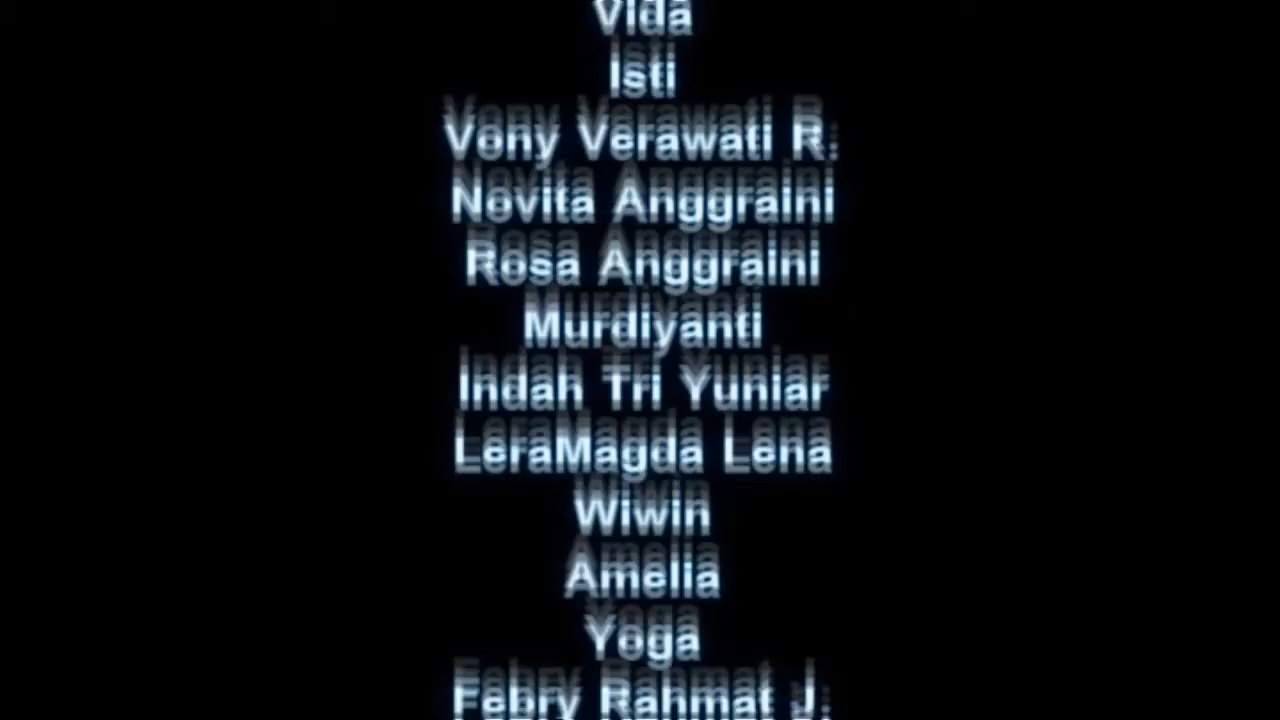 Vida
Isti
Vony Verawati R.
Novita Anggraini
Rosa Anggraini
Murdiyanti
Indah Tri Yuniar
LeraMagda Lena
Wiwin
Amelia
Yoga
Febry Rahmat J.